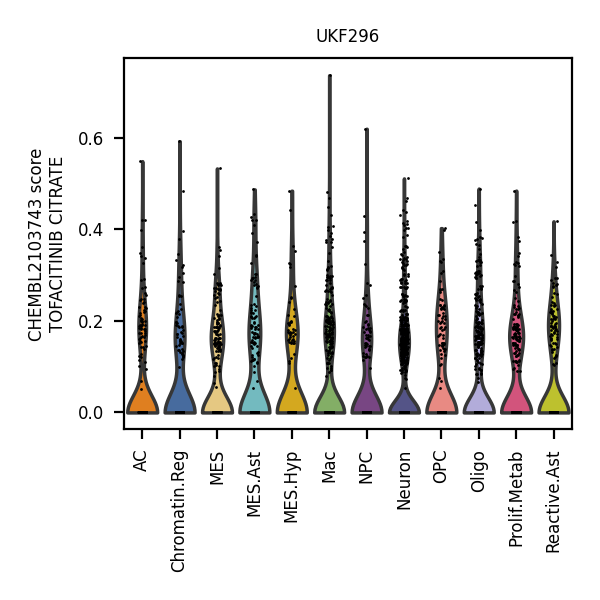 UKF296
CHEMBL2103743 score
TOFACITINIB CITRATE
0.6
0.4
0.2
0.0
AC
Chromatin.Reg
MES
MES.Ast
MES.Hyp
Mac
NPC
Neuron
OPC
Oligo
Prolif.Metab
Reactive.Ast